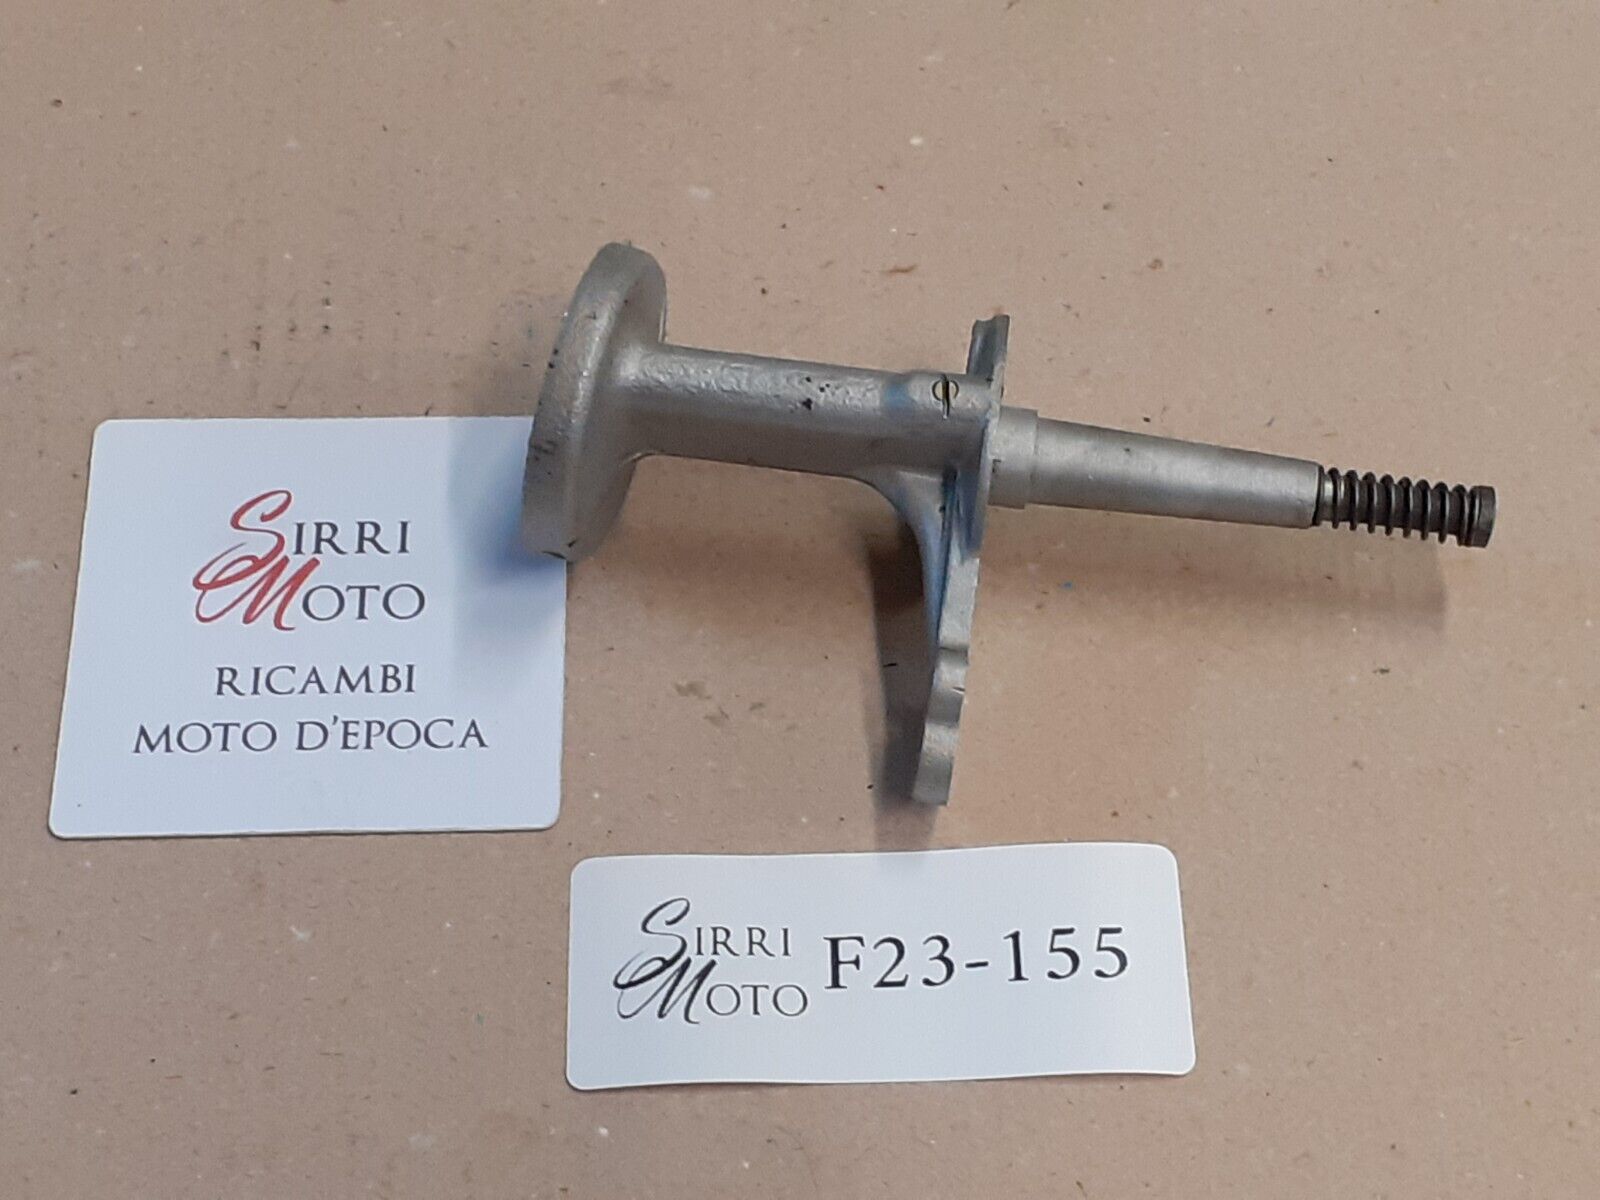 SIRRI
MOTO
RICAMBI
MOTO D'EPOCA
SIRRI
MOTO
F23-155